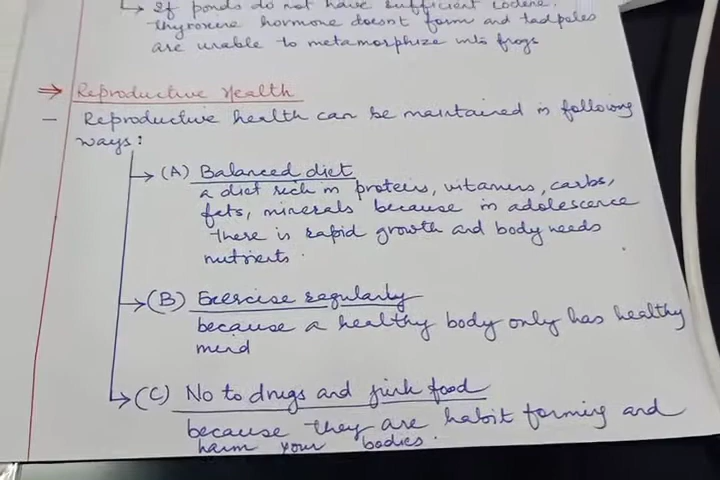 ↳ If ponds do not have sufficient iodene,
thyroxene hormone doesnt form and tadpoles
are unable to metamorphize into frogs
⇒ Reproductive Health
– Reproductive health can be maintained in following
ways:
→ (A) Balanced diet
a diet rich in proteins, vitamins, carbs,
fats, minerals because in adolescence
there is rapid growth and body needs
nutrients.
→ (B) Exercise regularly
because a healthy body only has healthy
mind
→ (C) No to drugs and junk food
because they are habit forming and
harm your bodies.